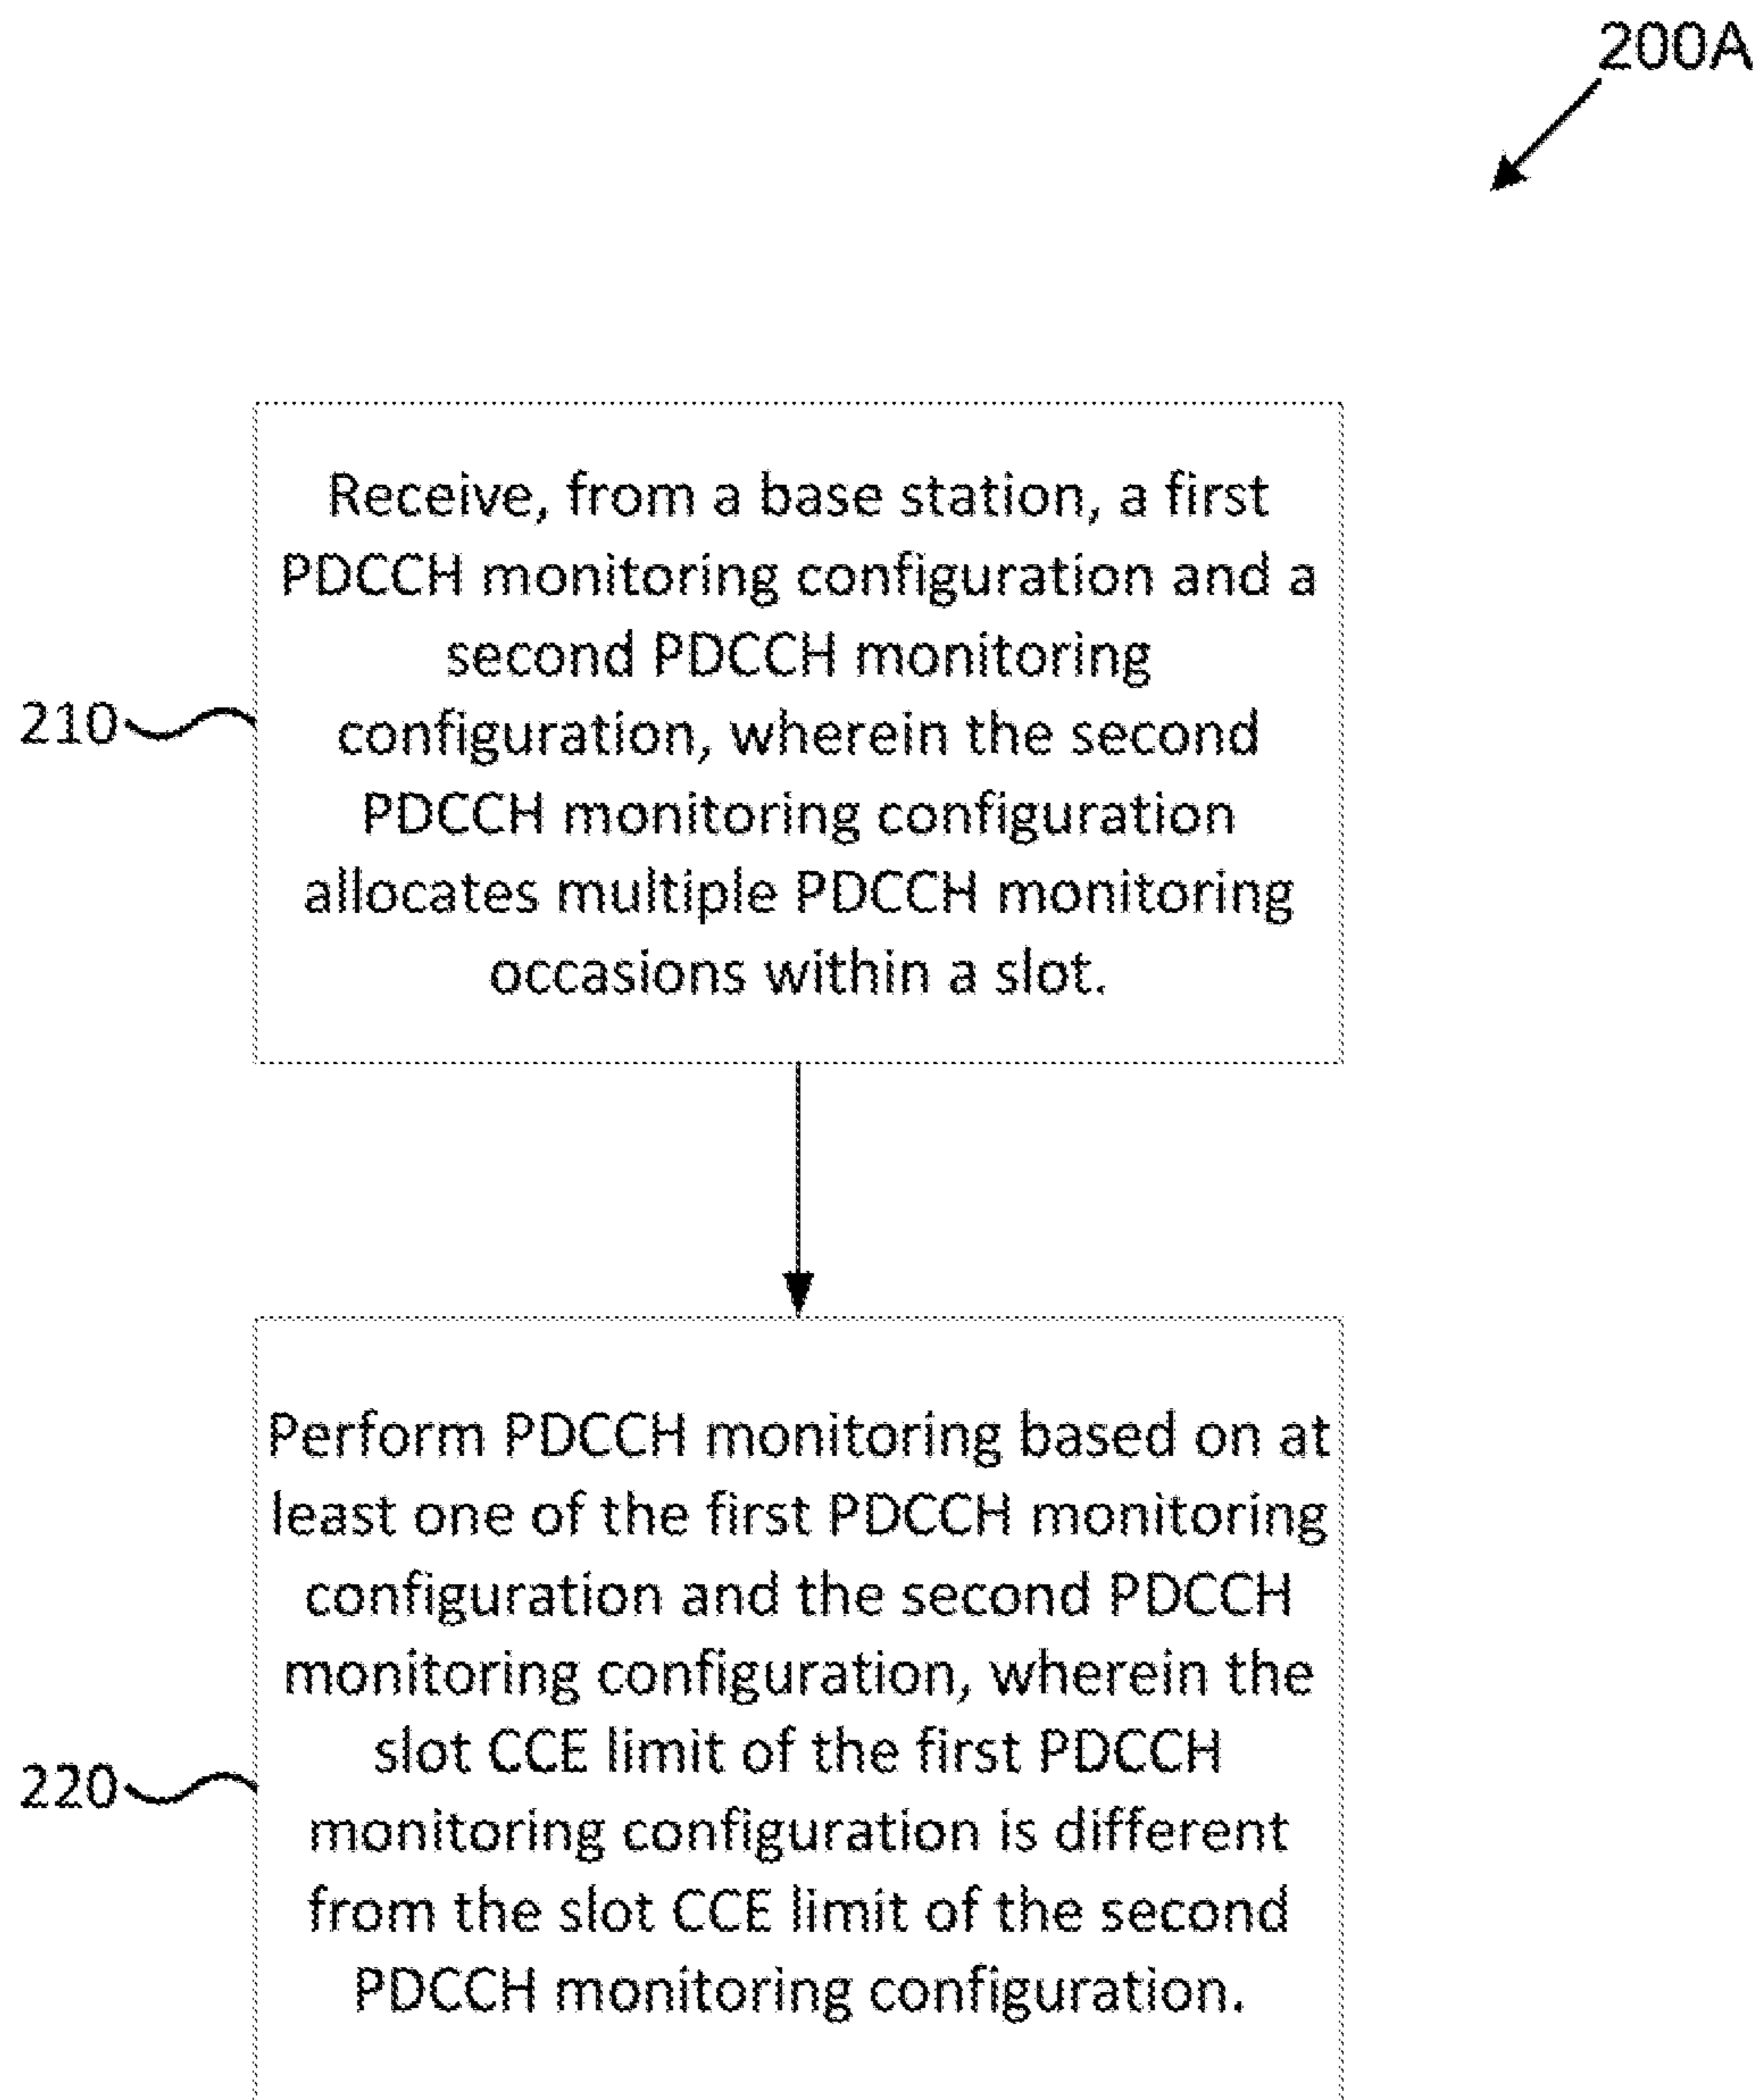 200A
Receive, from a base station, a first
PDCCH monitoring configuration and a
second PDCCH monitoring
configuration, wherein the second
PDCCH monitoring configuration
allocates multiple PDCCH monitoring
occasions within a slot.
210
Perform PDCCH monitoring based on at
least one of the first PDCCH monitoring
configuration and the second PDCCH
monitoring configuration, wherein the
slot CCE limit of the first PDCCH
monitoring configuration is different
from the slot CCE limit of the second
PDCCH monitoring configuration.
220